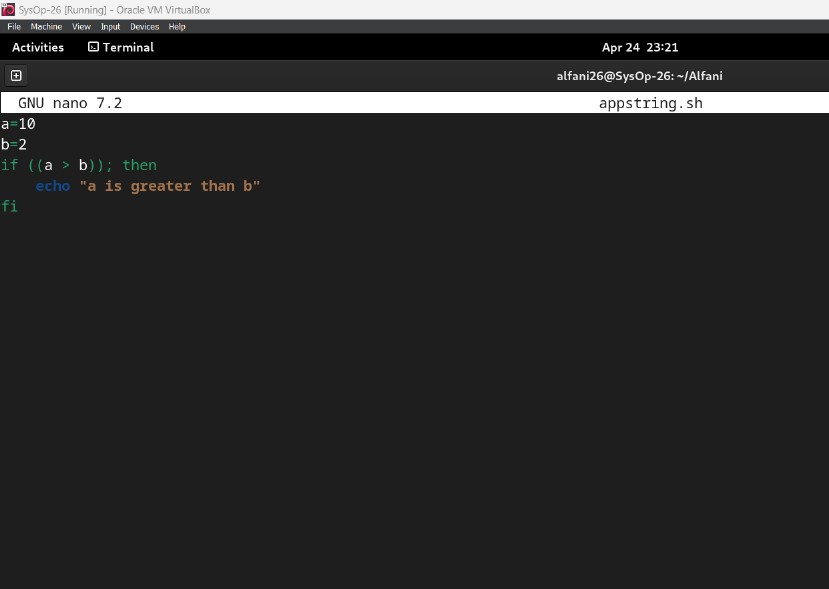 SysOp-26 [Running] - Oracle VM VirtualBox
File Machine View Input Devices Help
Activities Terminal Apr 24 23:21
alfani26@SysOp-26: ~/Alfani
GNU nano 7.2 appstring.sh
a=10
b=2
if ((a > b)); then
    echo "a is greater than b"
fi